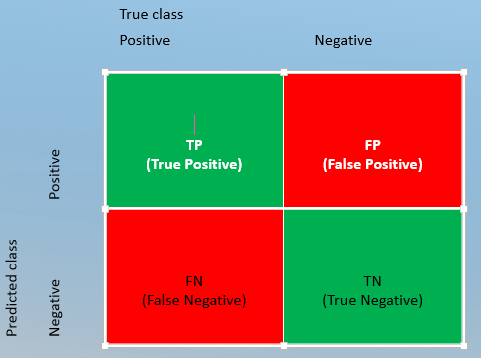 True class
Positive
Negative
TP
(True Positive)
FP
(False Positive)
Positive
FN
(False Negative)
TN
(True Negative)
Negative
Predicted class